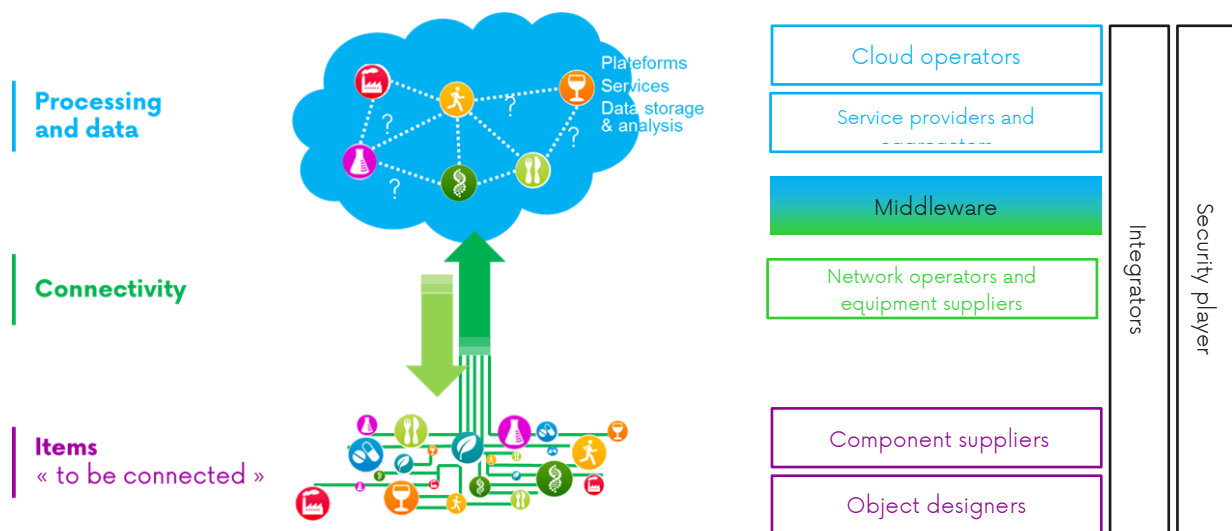 Processing
and data
Plateforms
Services
Data storage
& analysis
?
?
?
?
Connectivity
Items
« to be connected »
Cloud operators
Service providers and
aggregators
Middleware
Network operators and
equipment suppliers
Component suppliers
Object designers
Integrators
Security player